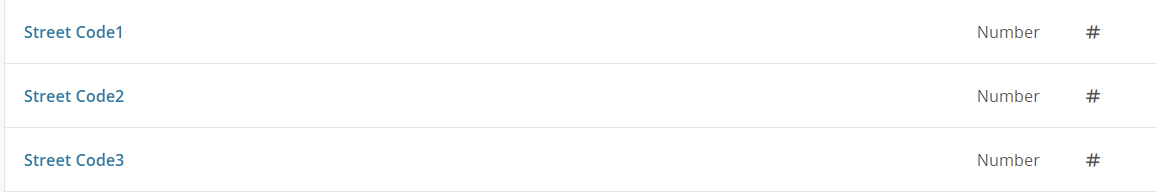 Street Code1 Number #
Street Code2 Number #
Street Code3 Number #